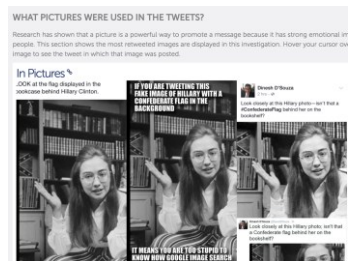 WHAT PICTURES WERE USED IN THE TWEETS?
Research has shown that a picture is a powerful way to promote a message because it has strong emotional im
people. This section shows the most retweeted images are displayed in this investigation. Hover your cursor ov
image to see the tweet in which that image was posted.
In Pictures
LOOK at the flag displayed in the
bookcase behind Hillary Clinton.
IF YOU ARE TWEETING THIS
FAKE IMAGE OF HILLARY WITH A
CONFEDERATE FLAG IN THE
BACKGROUND
IT MEANS YOU ARE TOO STUPID TO
KNOW HOW GOOGLE IMAGE SEARCH
Dinesh D'Souza
Look closely at this Hillary photo--isn't that a
#ConfederateFlag behind her on the
bookshelf?
Look closely at this Hillary photo, isn't that
a Confederate flag behind her on the
bookshelf?